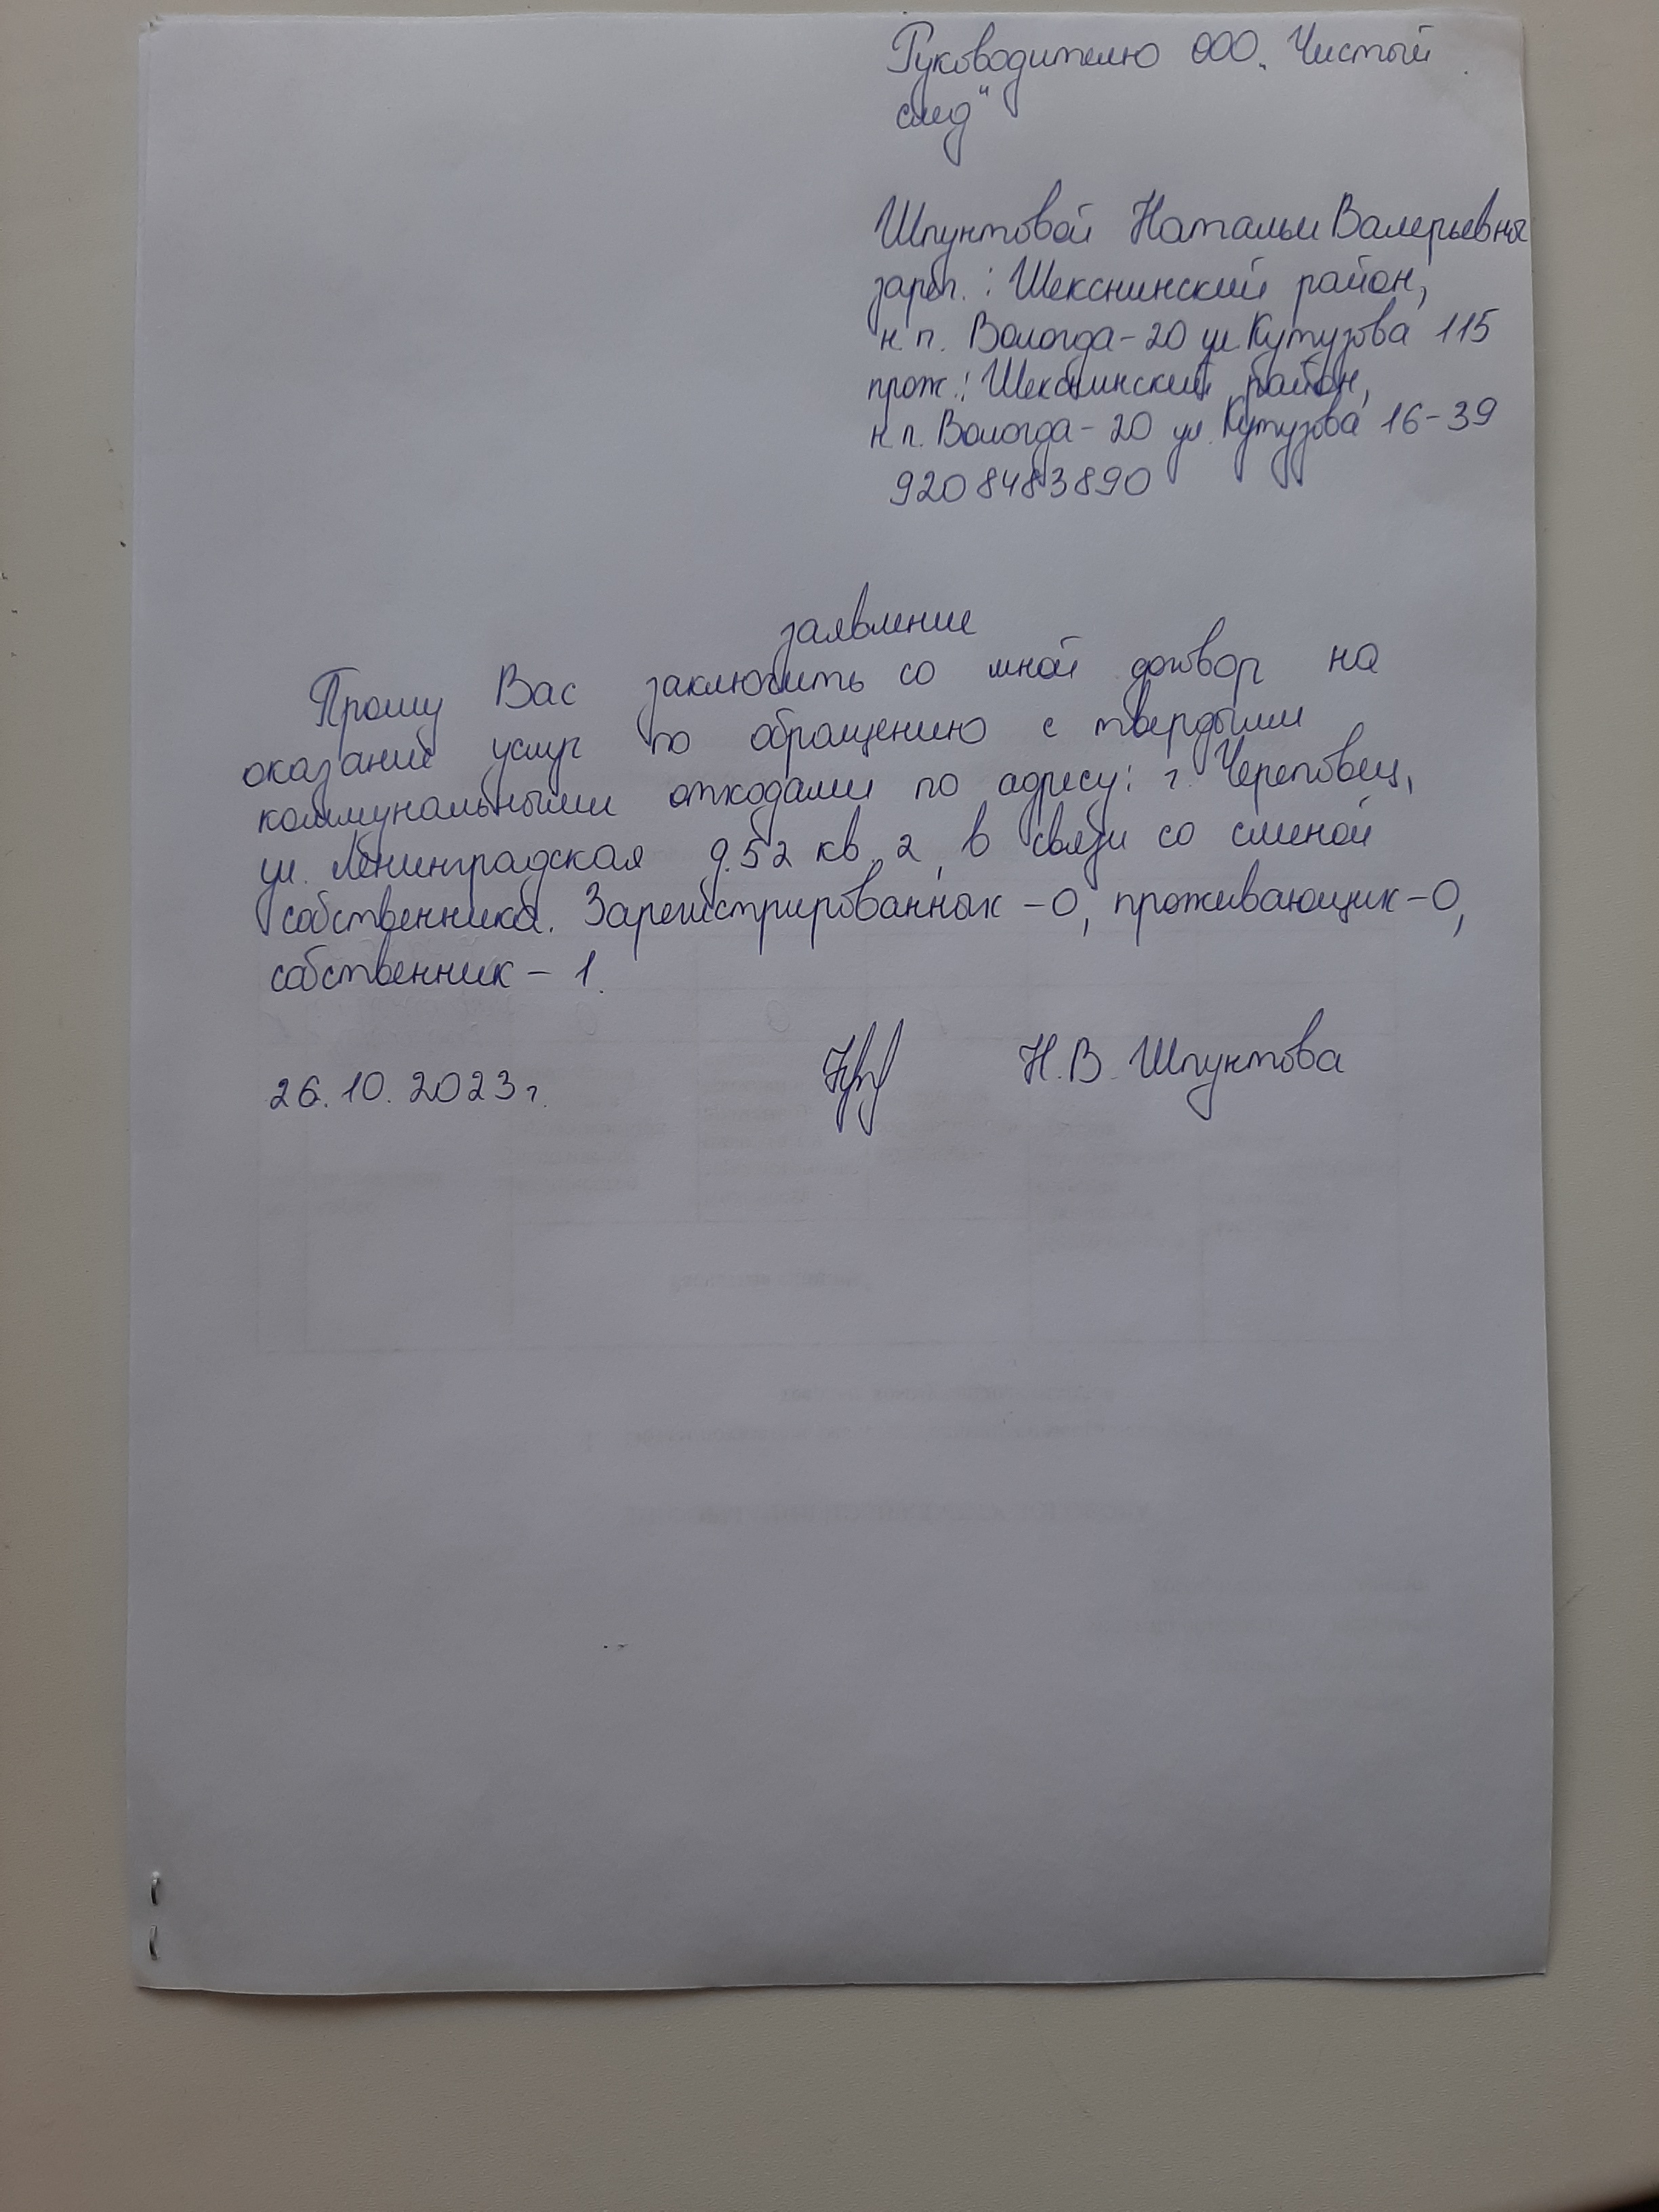 Руководителю ООО „Чистый
след"
Шпунтовой Натальи Валерьевны
зарег.: Шекснинский район,
н.п. Вологда-20 ул Кутузова 115
прож.: Шекснинский район,
н.п. Вологда-20 ул. Кутузова 16-39
9208483890
заявление
Прошу Вас заключить со мной договор на
оказание услуг по обращению с твердыми
коммунальными отходами по адресу: г. Череповец,
ул. Ленинградская д.52 кв. 2, в связи со сменой
собственника. Зарегистрированных - 0, проживающих - 0,
собственник - 1.
26.10.2023г. Н.В. Шпунтова